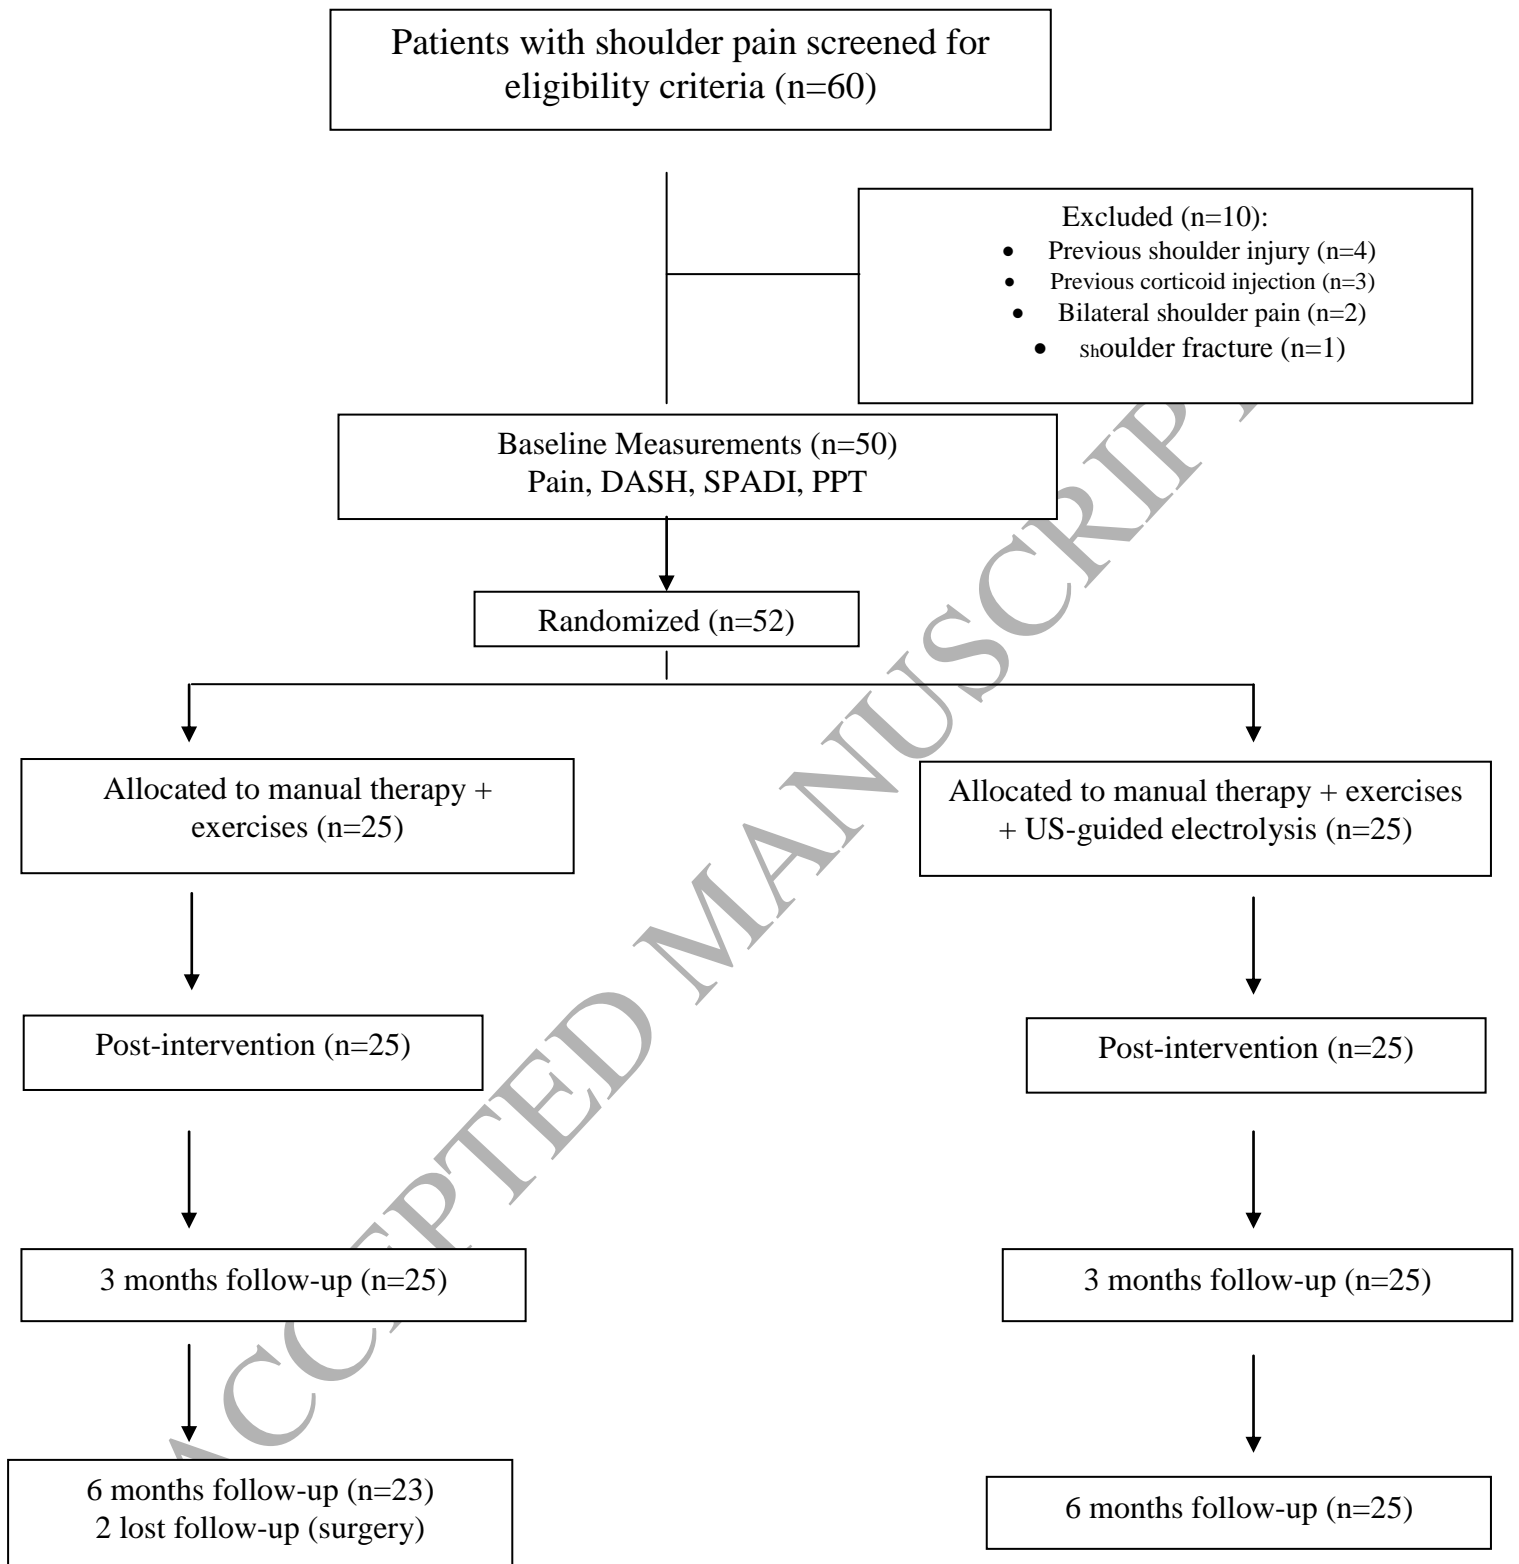 Patients with shoulder pain screened for
eligibility criteria (n=60)
Excluded (n=10):
• Previous shoulder injury (n=4)
• Previous corticoid injection (n=3)
• Bilateral shoulder pain (n=2)
• Shoulder fracture (n=1)
Baseline Measurements (n=50)
Pain, DASH, SPADI, PPT
Randomized (n=52)
Allocated to manual therapy +
exercises (n=25)
Allocated to manual therapy + exercises
+ US-guided electrolysis (n=25)
Post-intervention (n=25)
Post-intervention (n=25)
3 months follow-up (n=25)
3 months follow-up (n=25)
6 months follow-up (n=23)
2 lost follow-up (surgery)
6 months follow-up (n=25)
ACCEPTED MANUSCRIPT